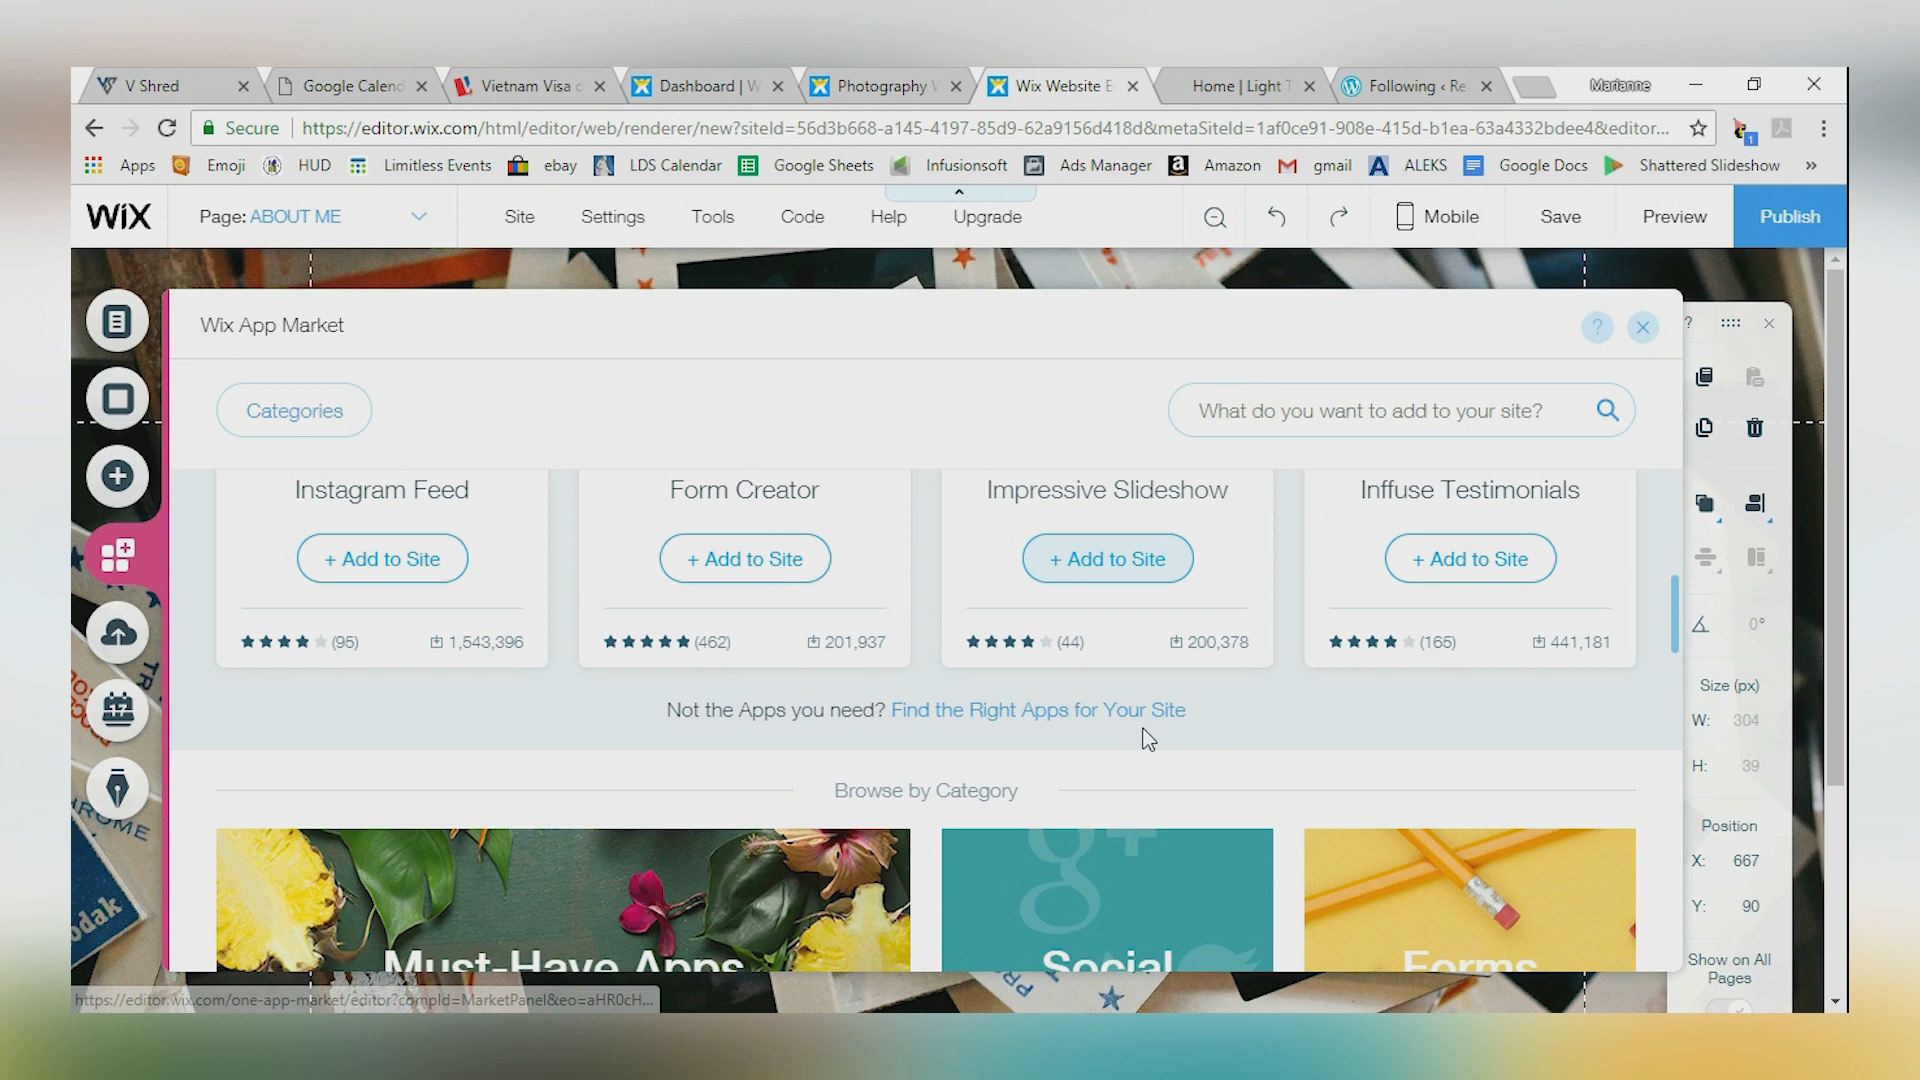 V Shred
Google Calend
Vietnam Visa
Dashboard | W
Photography
Wix Website E
Home | Light T
Following ‹ Re
Marianne
Secure
https://editor.wix.com/html/editor/web/renderer/new?siteId=56d3b668-a145-4197-85d9-62a9156d418d&metaSiteId=1af0ce91-908e-415d-b1ea-63a4332bdee4&editor...
Apps
Emoji
HUD
Limitless Events
ebay
LDS Calendar
Google Sheets
Infusionsoft
Ads Manager
Amazon
gmail
ALEKS
Google Docs
Shattered Slideshow
»
WiX
Page: ABOUT ME
Site
Settings
Tools
Code
Help
Upgrade
Mobile
Save
Preview
Publish
Wix App Market
?
?
Categories
What do you want to add to your site?
Instagram Feed
Form Creator
Impressive Slideshow
Inffuse Testimonials
+ Add to Site
+ Add to Site
+ Add to Site
+ Add to Site
(95)
1,543,396
(462)
201,937
(44)
200,378
(165)
441,181
0°
Size (px)
W: 304
H: 39
Position
X: 667
Y: 90
Show on All
Pages
17
Not the Apps you need? Find the Right Apps for Your Site
Browse by Category
Must-Have Apps
Social
Forms
g+
odak
https://editor.wix.com/one-app-market/editor?compId=MarketPanel&eo=aHR0cH...